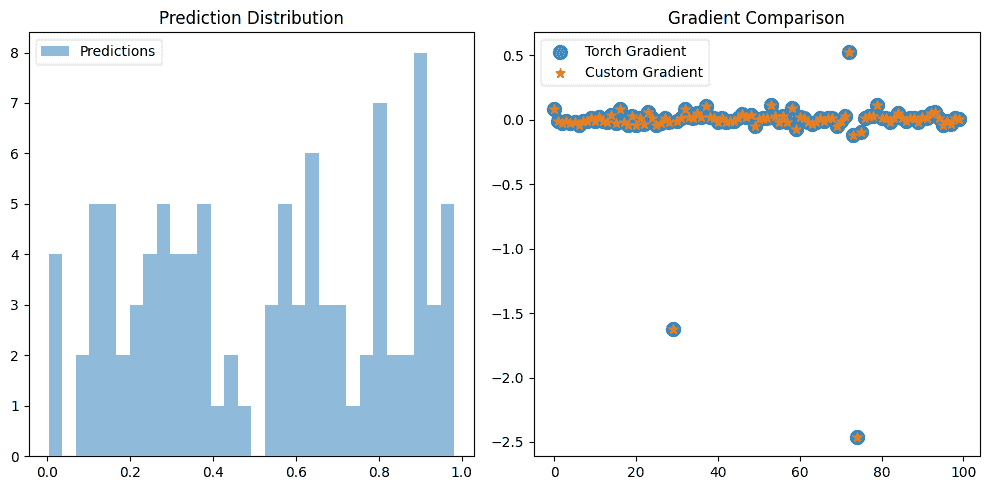 Prediction Distribution
Predictions
8
7
6
5
4
3
2
1
0
0.0 0.2 0.4 0.6 0.8 1.0
Gradient Comparison
Torch Gradient
Custom Gradient
0.5
0.0
−0.5
−1.0
−1.5
−2.0
−2.5
0 20 40 60 80 100